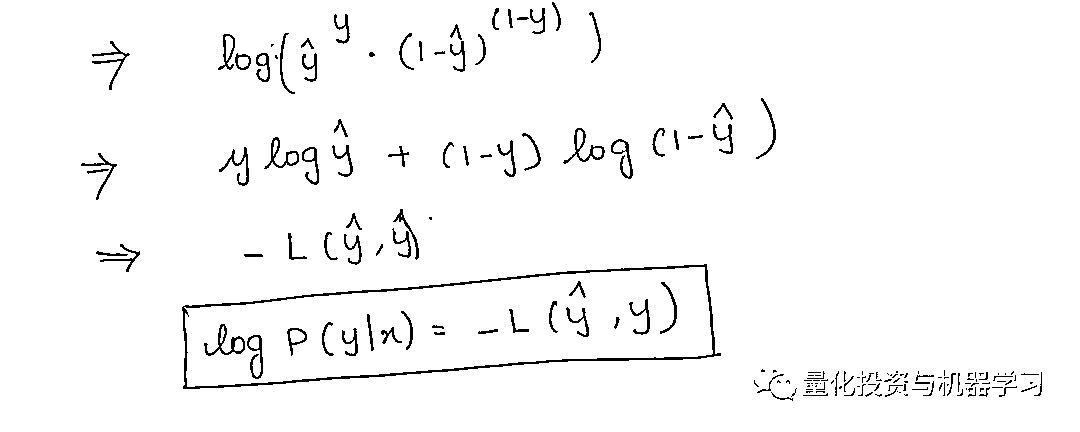 ⇒ log(ŷ^y · (1-ŷ)^(1-y))
⇒ y log ŷ + (1-y) log (1-ŷ)
⇒ - L (ŷ, ŷ)
log P(y|x) = -L(ŷ, y)
量化投资与机器学习